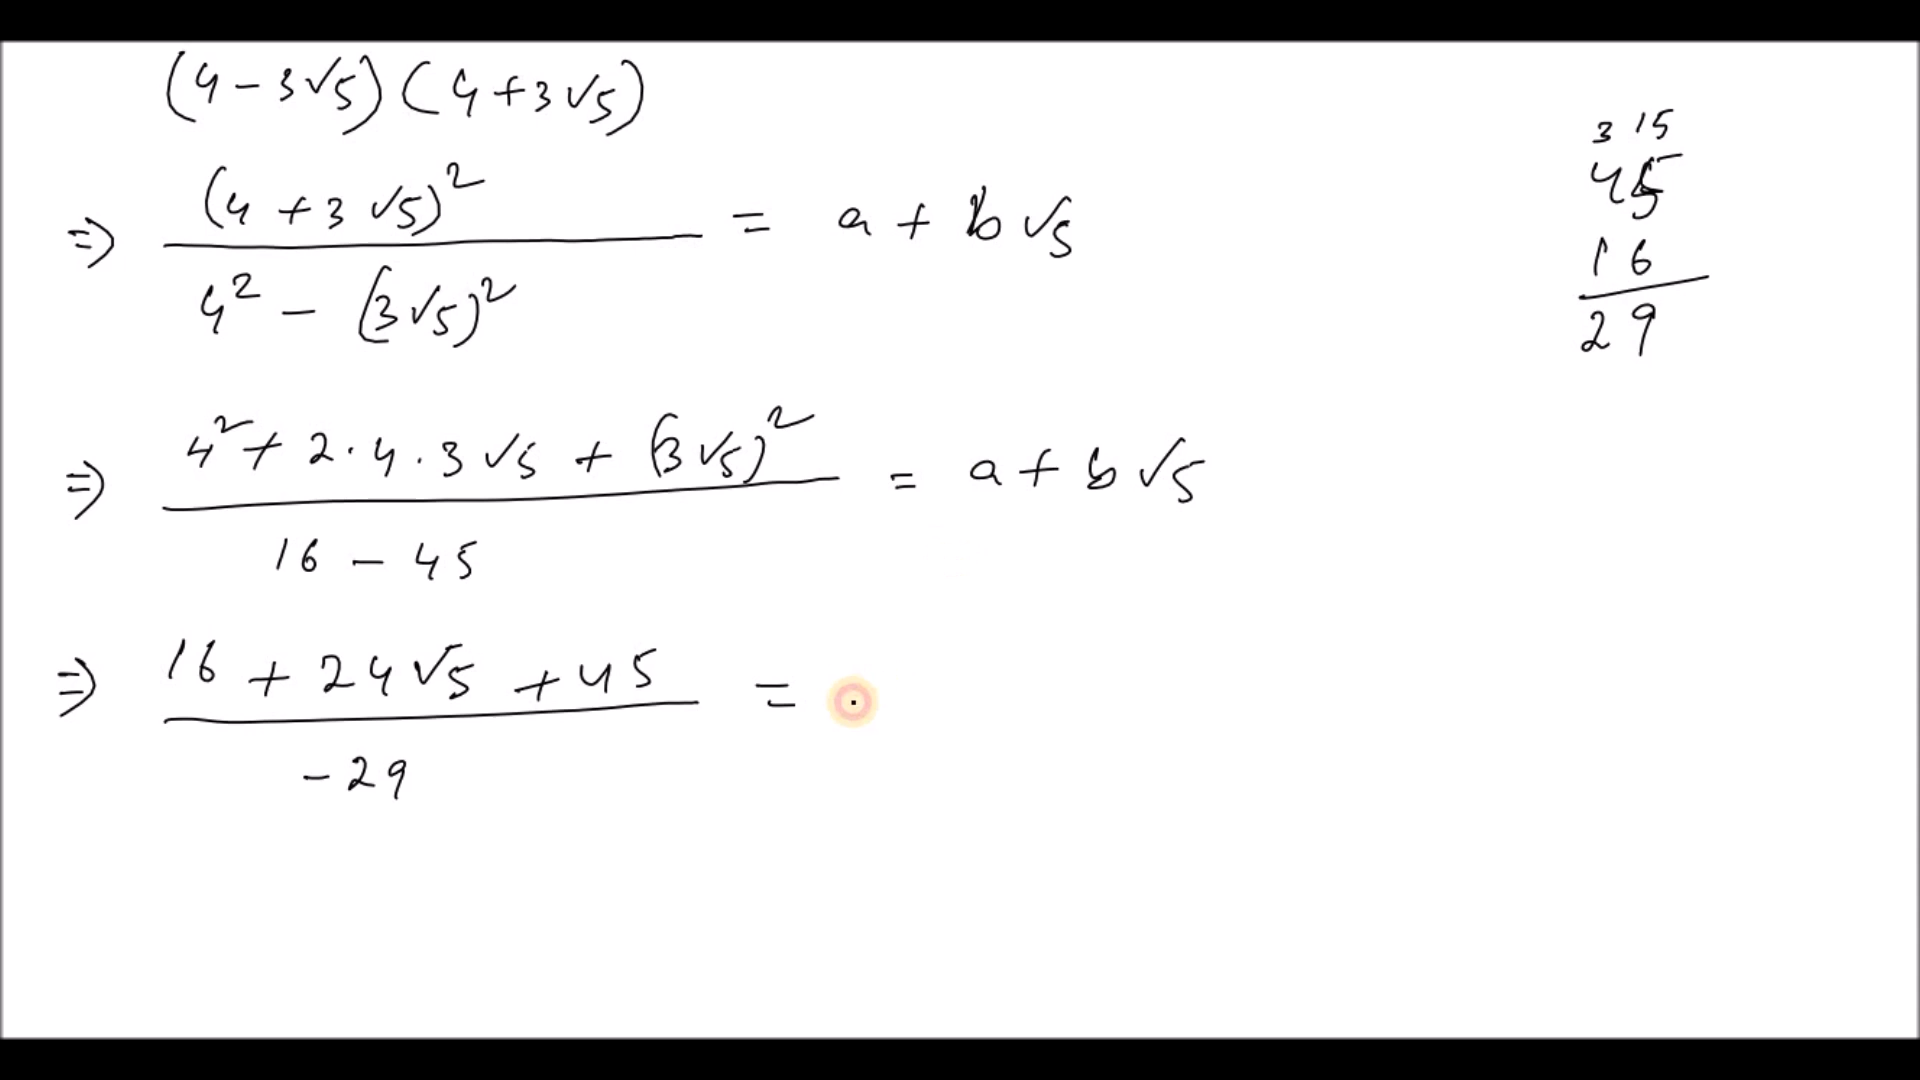 (4 - 3√5) (4 + 3√5)
⇒ (4 + 3√5)² / 4² - (3√5)² = a + b√5
⇒ 4² + 2·4·3√5 + (3√5)² / 16 - 45 = a + b√5
⇒ 16 + 24√5 + 45 / -29 =
3 15
45
16
29